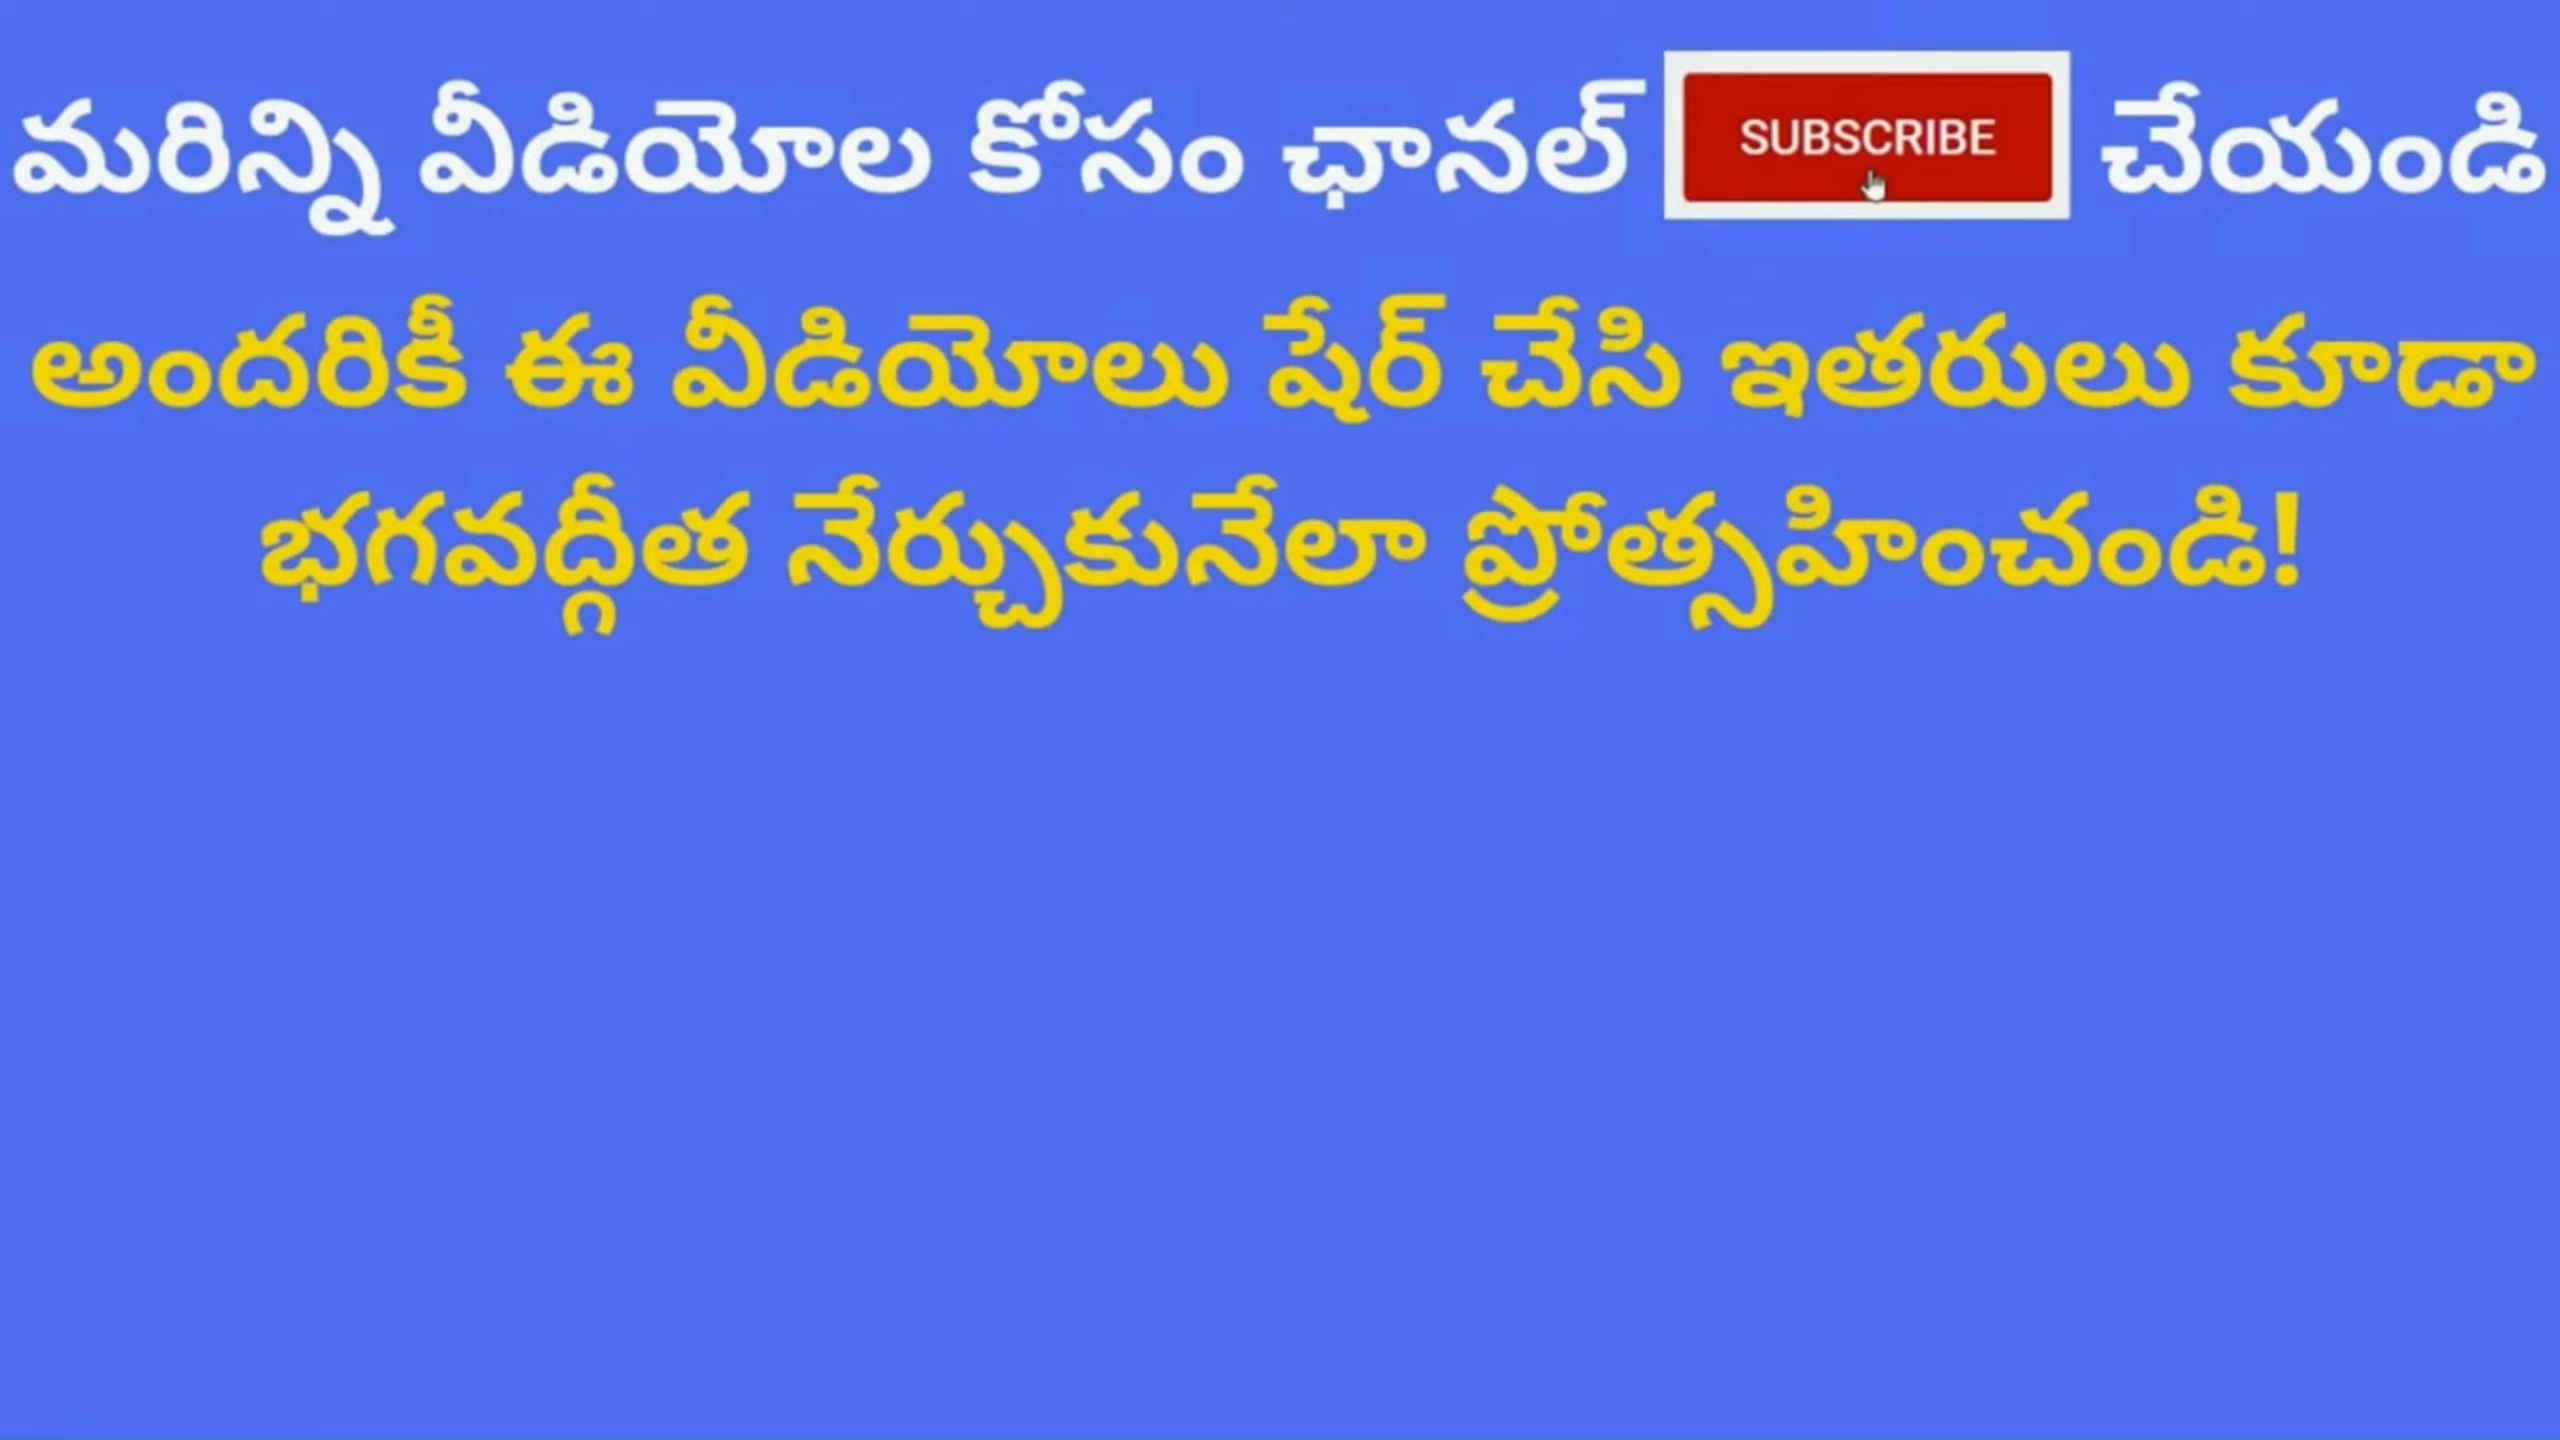 మరిన్ని వీడియోల కోసం ఛానల్ SUBSCRIBE చేయండి
అందరికీ ఈ వీడియోలు షేర్ చేసి ఇతరులు కూడా
భగవద్గీత నేర్చుకునేలా ప్రోత్సహించండి!